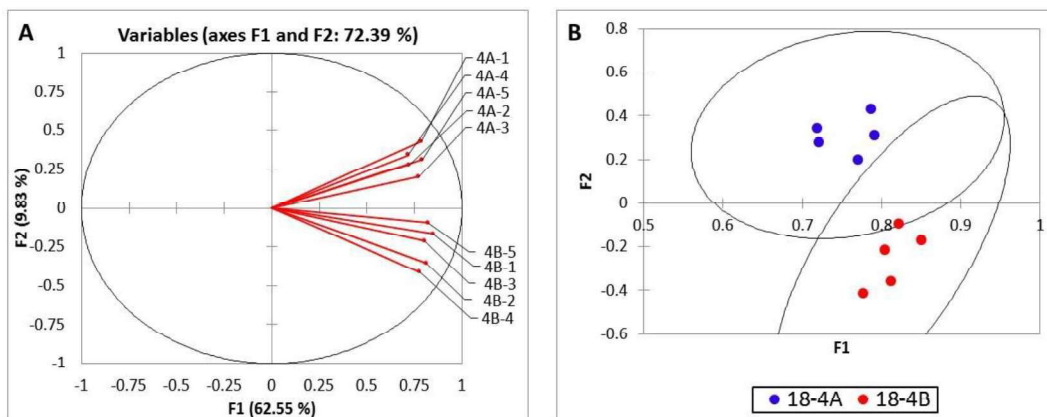 A
Variables (axes F1 and F2: 72.39 %)
1
0.75
0.5
0.25
0
-0.25
-0.5
-0.75
-1
F2 (9.83 %)
4A-1
4A-4
4A-5
4A-2
4A-3
4B-5
4B-1
4B-3
4B-2
4B-4
-1 -0.75 -0.5 -0.25 0 0.25 0.5 0.75 1
F1 (62.55 %)
B
0.8
0.6
0.4
0.2
0
-0.2
-0.4
-0.6
F2
0.5 0.6 0.7 0.8 0.9 1
F1
18-4A 18-4B